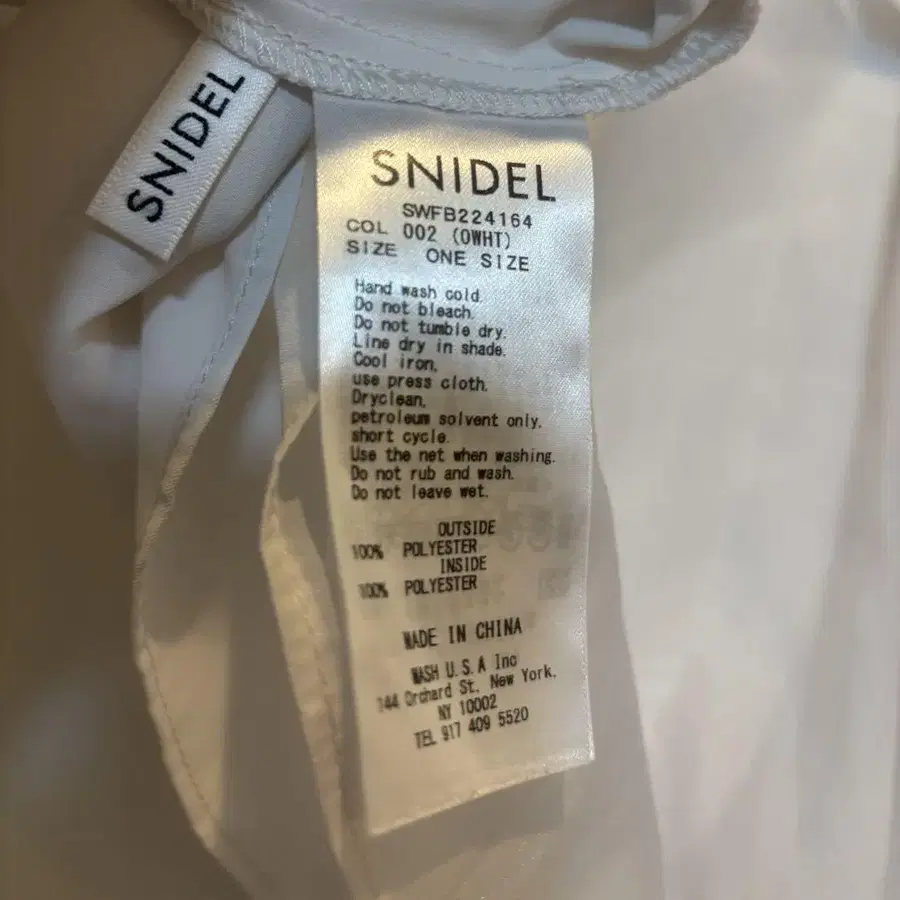 SNIDEL
SNIDEL
SWFB224164
COL 002 (OWHT)
SIZE ONE SIZE
Hand wash cold.
Do not bleach.
Do not tumble dry.
Line dry in shade.
Cool iron,
use press cloth.
Dryclean,
petroleum solvent only.
short cycle.
Use the net when washing.
Do not rub and wash.
Do not leave wet.
OUTSIDE
100% POLYESTER
INSIDE
100% POLYESTER
MADE IN CHINA
MASH U.S.A Inc
144 Orchard St. New York.
NY 10002
TEL 917 409 5520